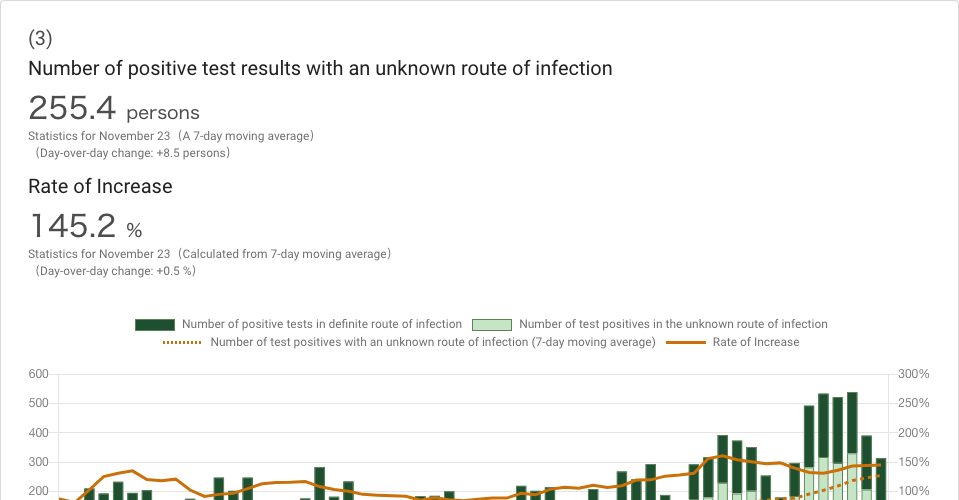 (3)
Number of positive test results with an unknown route of infection
255.4 persons
Statistics for November 23（A 7-day moving average）
（Day-over-day change: +8.5 persons）
Rate of Increase
145.2 %
Statistics for November 23（Calculated from 7-day moving average）
（Day-over-day change: +0.5 %）
Number of positive tests in definite route of infection Number of test positives in the unknown route of infection
Number of test positives with an unknown route of infection (7-day moving average) Rate of Increase
600 300%
500 250%
400 200%
300 150%
200 100%